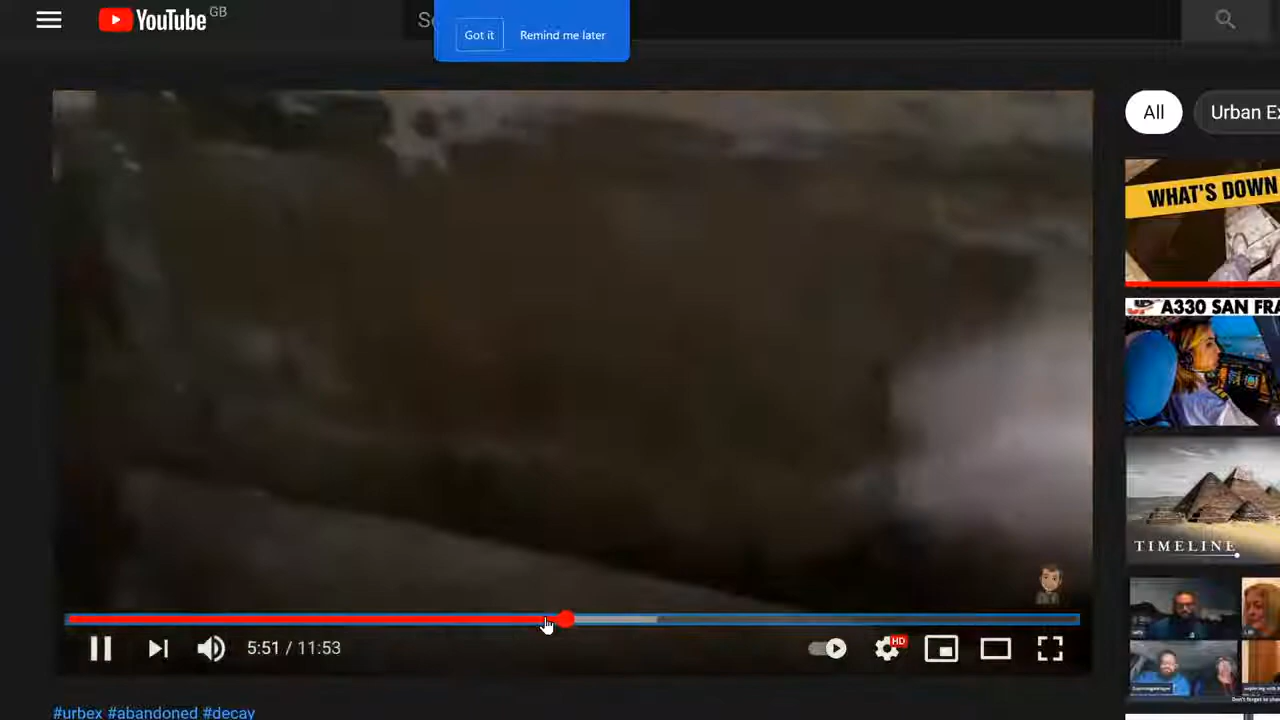 YouTube GB
Got it
Remind me later
All
Urban Ex
WHAT'S DOWN
A330 SAN FRA
TIMELINE
5:51 / 11:53
HD
#urbex #abandoned #decay